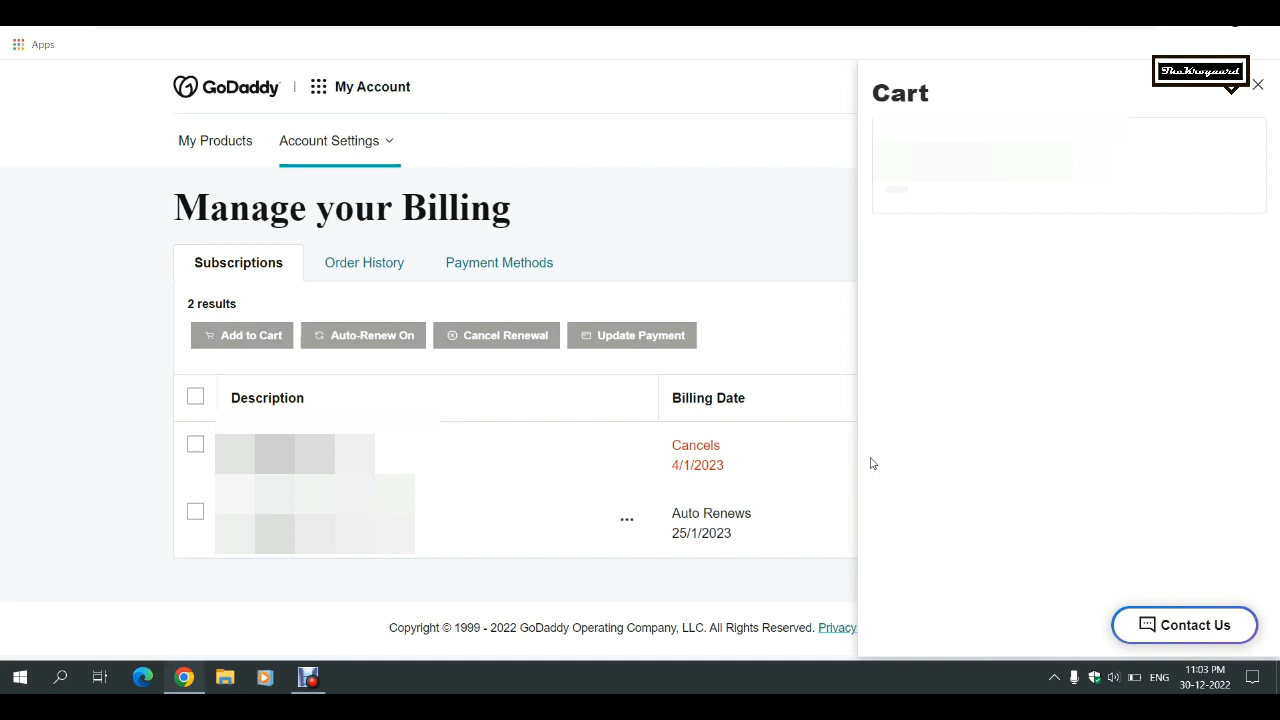 Apps
GoDaddy
My Account
My Products
Account Settings
Manage your Billing
Subscriptions
Order History
Payment Methods
2 results
Add to Cart
Auto-Renew On
Cancel Renewal
Update Payment
Description
Billing Date
Cancels
4/1/2023
Auto Renews
25/1/2023
Copyright © 1999 - 2022 GoDaddy Operating Company, LLC. All Rights Reserved. Privacy
Cart
Contact Us
ENG
11:03 PM
30-12-2022